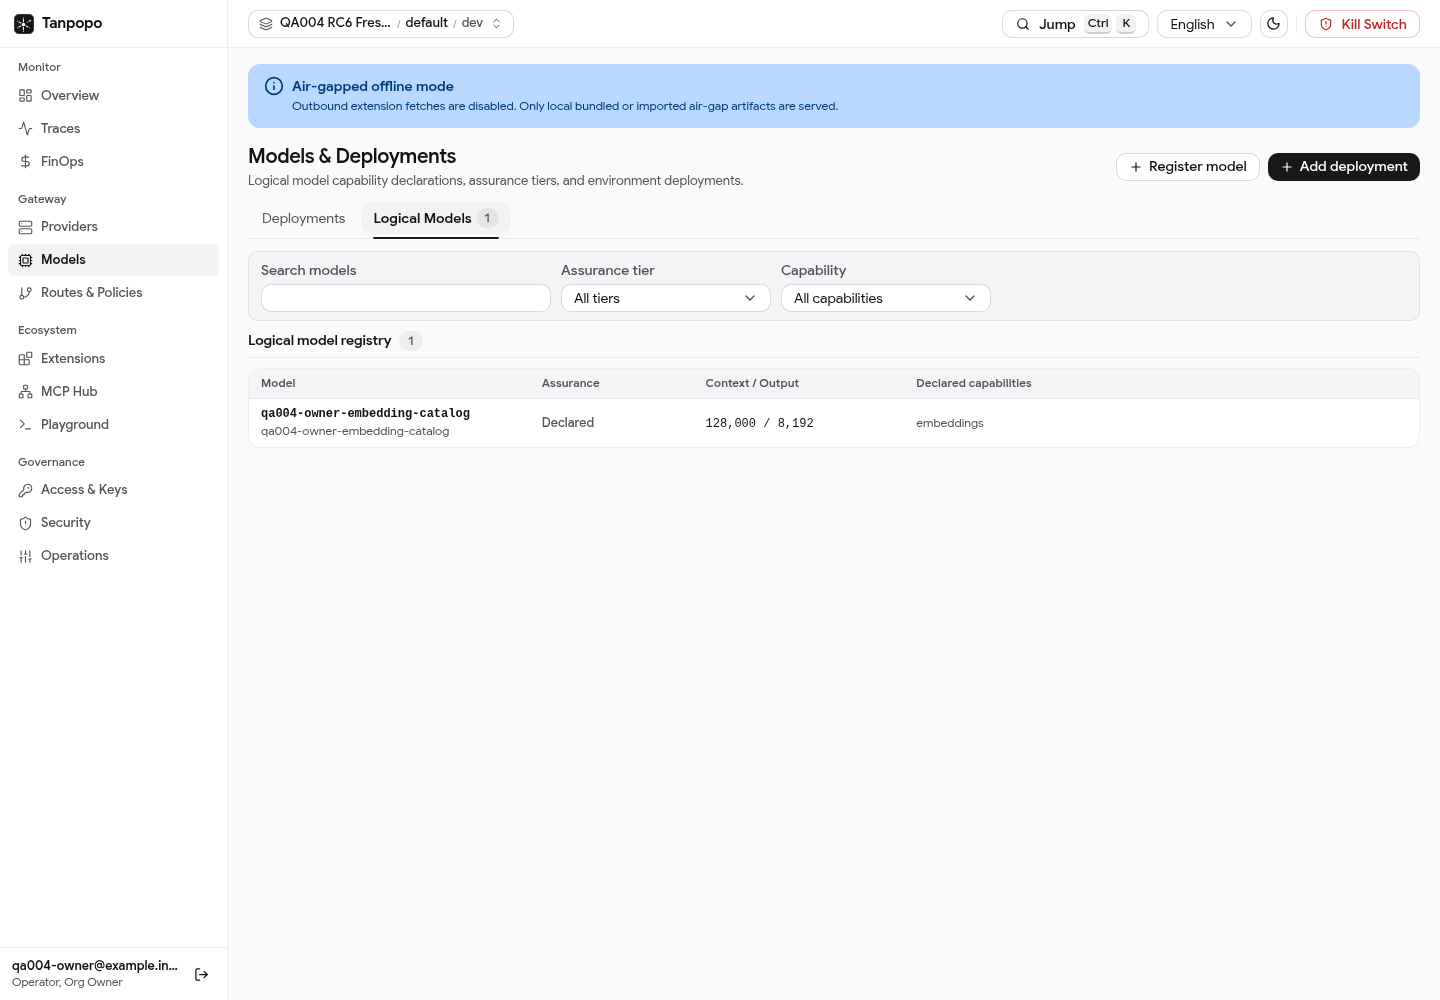 Tanpopo
QA004 RC6 Fres... / default / dev
Jump Ctrl K
English
Kill Switch
Monitor
Overview
Traces
FinOps
Gateway
Providers
Models
Routes & Policies
Ecosystem
Extensions
MCP Hub
Playground
Governance
Access & Keys
Security
Operations
qa004-owner@example.in...
Operator, Org Owner
Air-gapped offline mode
Outbound extension fetches are disabled. Only local bundled or imported air-gap artifacts are served.
Models & Deployments
Logical model capability declarations, assurance tiers, and environment deployments.
Register model
Add deployment
Deployments
Logical Models 1
Search models
Assurance tier
Capability
All tiers
All capabilities
Logical model registry 1
Model Assurance Context / Output Declared capabilities
qa004-owner-embedding-catalog
qa004-owner-embedding-catalog
Declared
128,000 / 8,192
embeddings